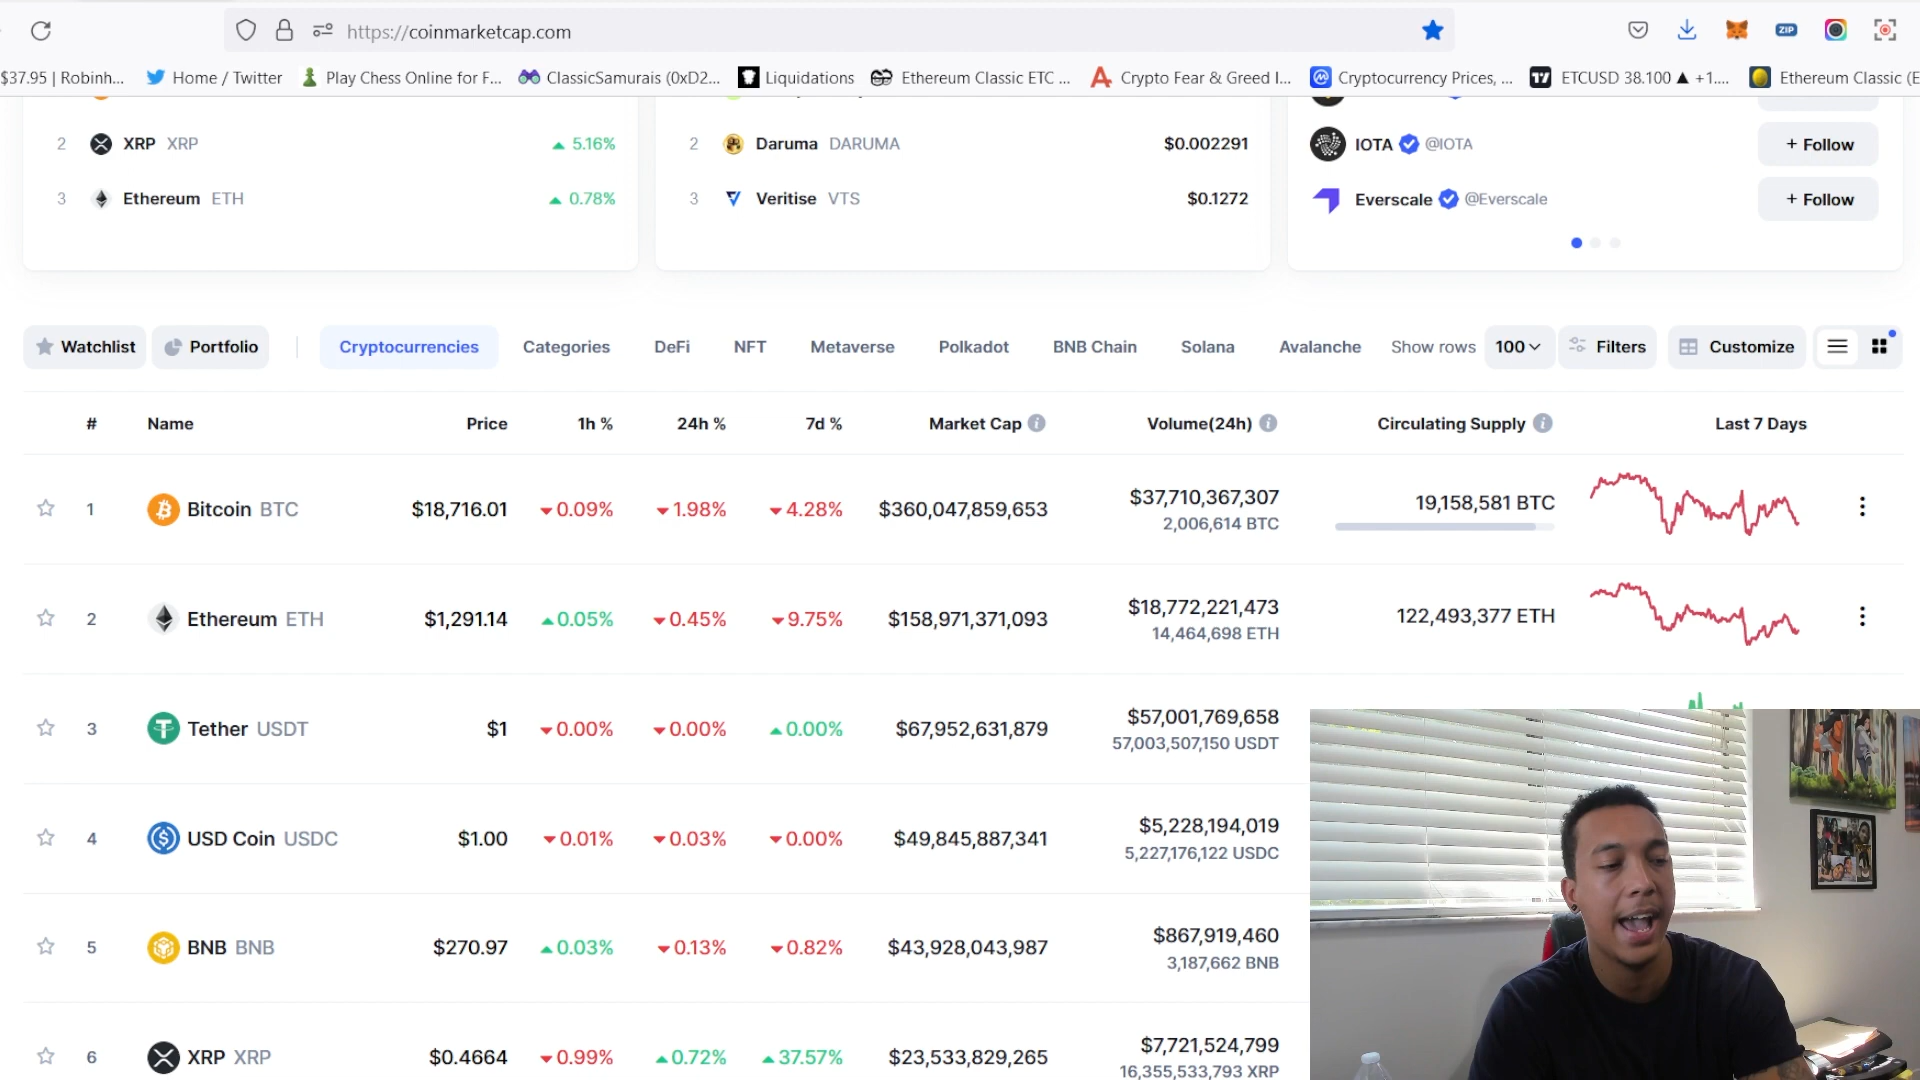 https://coinmarketcap.com
ZIP
$37.95 | Robinh... Home / Twitter Play Chess Online for F... ClassicSamurais (0xD2... Liquidations Ethereum Classic ETC ... Crypto Fear & Greed I... Cryptocurrency Prices, ... ETCUSD 38.100 ▲ +1.... Ethereum Classic (E
2 XRP XRP 5.16%
3 Ethereum ETH 0.78%
2 Daruma DARUMA $0.002291
3 Veritise VTS $0.1272
IOTA @IOTA + Follow
Everscale @Everscale + Follow
Watchlist Portfolio Cryptocurrencies Categories DeFi NFT Metaverse Polkadot BNB Chain Solana Avalanche Show rows 100 Filters Customize
# Name Price 1h % 24h % 7d % Market Cap Volume(24h) Circulating Supply Last 7 Days
1 Bitcoin BTC $18,716.01 0.09% 1.98% 4.28% $360,047,859,653 $37,710,367,307 19,158,581 BTC
2,006,614 BTC
2 Ethereum ETH $1,291.14 0.05% 0.45% 9.75% $158,971,371,093 $18,772,221,473 122,493,377 ETH
14,464,698 ETH
3 Tether USDT $1 0.00% 0.00% 0.00% $67,952,631,879 $57,001,769,658
57,003,507,150 USDT
4 USD Coin USDC $1.00 0.01% 0.03% 0.00% $49,845,887,341 $5,228,194,019
5,227,176,122 USDC
5 BNB BNB $270.97 0.03% 0.13% 0.82% $43,928,043,987 $867,919,460
3,187,662 BNB
6 XRP XRP $0.4664 0.99% 0.72% 37.57% $23,533,829,265 $7,721,524,799
16,355,533,793 XRP